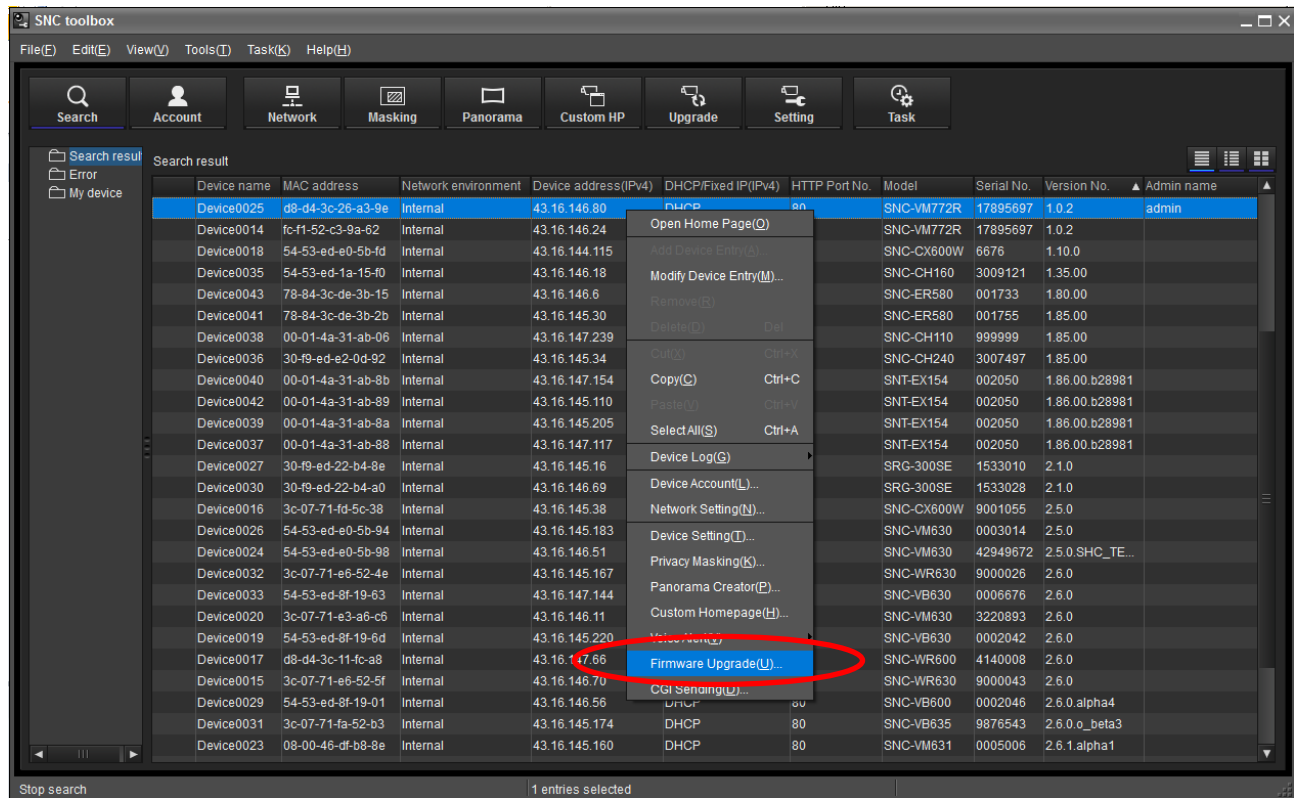 SNC toolbox
File(F) Edit(E) View(V) Tools(T) Task(K) Help(H)
Search Account Network Masking Panorama Custom HP Upgrade Setting Task
Search resul
Error
My device
Search result
Device name MAC address Network environment Device address(IPv4) DHCP/Fixed IP(IPv4) HTTP Port No. Model Serial No. Version No. ▲ Admin name
Device0025 d8-d4-3c-26-a3-9e Internal 43.16.146.80 DHCP 80 SNC-VM772R 17895697 1.0.2 admin
Device0014 fc-f1-52-c3-9a-62 Internal 43.16.146.24 SNC-VM772R 17895697 1.0.2
Device0018 54-53-ed-e0-5b-fd Internal 43.16.144.115 SNC-CX600W 6676 1.10.0
Device0035 54-53-ed-1a-15-f0 Internal 43.16.146.18 SNC-CH160 3009121 1.35.00
Device0043 78-84-3c-de-3b-15 Internal 43.16.146.6 SNC-ER580 001733 1.80.00
Device0041 78-84-3c-de-3b-2b Internal 43.16.145.30 SNC-ER580 001755 1.85.00
Device0038 00-01-4a-31-ab-06 Internal 43.16.147.239 SNC-CH110 999999 1.85.00
Device0036 30-f9-ed-e2-0d-92 Internal 43.16.145.34 SNC-CH240 3007497 1.85.00
Device0040 00-01-4a-31-ab-8b Internal 43.16.147.154 SNT-EX154 002050 1.86.00.b28981
Device0042 00-01-4a-31-ab-89 Internal 43.16.145.110 SNT-EX154 002050 1.86.00.b28981
Device0039 00-01-4a-31-ab-8a Internal 43.16.145.205 SNT-EX154 002050 1.86.00.b28981
Device0037 00-01-4a-31-ab-88 Internal 43.16.147.117 SNT-EX154 002050 1.86.00.b28981
Device0027 30-f9-ed-22-b4-8e Internal 43.16.145.16 SRG-300SE 1533010 2.1.0
Device0030 30-f9-ed-22-b4-a0 Internal 43.16.146.69 SRG-300SE 1533028 2.1.0
Device0016 3c-07-71-fd-5c-38 Internal 43.16.145.38 SNC-CX600W 9001055 2.5.0
Device0026 54-53-ed-e0-5b-94 Internal 43.16.145.183 SNC-VM630 0003014 2.5.0
Device0024 54-53-ed-e0-5b-98 Internal 43.16.146.51 SNC-VM630 42949672 2.5.0.SHC_TE...
Device0032 3c-07-71-e6-52-4e Internal 43.16.145.167 SNC-WR630 9000026 2.6.0
Device0033 54-53-ed-8f-19-63 Internal 43.16.147.144 SNC-VB630 0006676 2.6.0
Device0020 3c-07-71-e3-a6-c6 Internal 43.16.146.11 SNC-VM630 3220893 2.6.0
Device0019 54-53-ed-8f-19-6d Internal 43.16.145.220 SNC-VB630 0002042 2.6.0
Device0017 d8-d4-3c-11-fc-a8 Internal 43.16.147.66 SNC-WR600 4140008 2.6.0
Device0015 3c-07-71-e6-52-5f Internal 43.16.146.70 SNC-WR630 9000043 2.6.0
Device0029 54-53-ed-8f-19-01 Internal 43.16.146.56 DHCP 80 SNC-VB600 0002046 2.6.0.alpha4
Device0031 3c-07-71-fa-52-b3 Internal 43.16.145.174 DHCP 80 SNC-VB635 9876543 2.6.0.o_beta3
Device0023 08-00-46-df-b8-8e Internal 43.16.145.160 DHCP 80 SNC-VM631 0005006 2.6.1.alpha1
Open Home Page(O)
Add Device Entry(A)...
Modify Device Entry(M)...
Remove(R)
Delete(D) Del
Cut(X) Ctrl+X
Copy(C) Ctrl+C
Paste(V) Ctrl+V
Select All(S) Ctrl+A
Device Log(G)
Device Account(L)...
Network Setting(N)...
Device Setting(T)...
Privacy Masking(K)...
Panorama Creator(P)...
Custom Homepage(H)...
Voice Alert(V)
Firmware Upgrade(U)...
CGI Sending(D)...
Stop search 1 entries selected